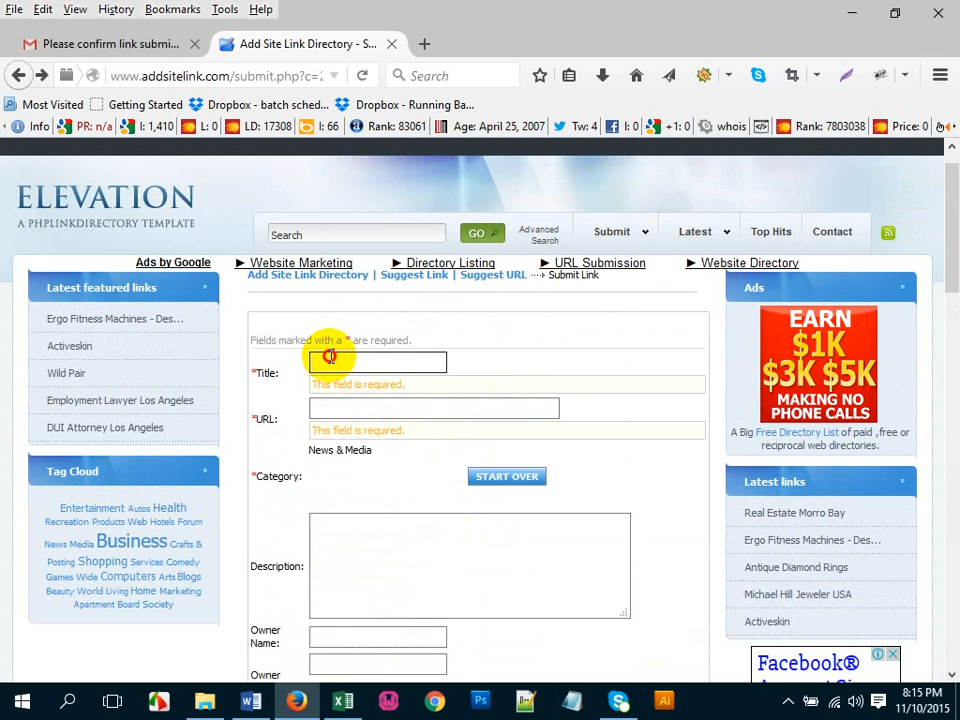 File Edit View History Bookmarks Tools Help
Please confirm link submi...
Add Site Link Directory - S...
www.addsitelink.com/submit.php?c=
Search
Most Visited Getting Started Dropbox - batch sched... Dropbox - Running Ba...
Info PR: n/a I: 1,410 L: 0 LD: 17308 I: 66 Rank: 83061 Age: April 25, 2007 Tw: 4 I: 0 +1: 0 whois Rank: 7803038 Price: 0
ELEVATION
A PHPLINKDIRECTORY TEMPLATE
Search GO Advanced Search Submit Latest Top Hits Contact
Ads by Google ► Website Marketing ► Directory Listing ► URL Submission ► Website Directory
Add Site Link Directory | Suggest Link | Suggest URL Submit Link
Latest featured links
Ergo Fitness Machines - Des...
Activeskin
Wild Pair
Employment Lawyer Los Angeles
DUI Attorney Los Angeles
Tag Cloud
Entertainment Autos Health
Recreation Products Web Hotels Forum
News Media Business Crafts &
Posting Shopping Services Comedy
Games Wide Computers Arts Blogs
Beauty World Living Home Marketing
Apartment Board Society
Fields marked with a * are required.
*Title:
This field is required.
*URL:
This field is required.
News & Media
*Category:
START OVER
Description:
Owner
Name:
Owner
Ads
EARN
$1K
$3K $5K
MAKING NO
PHONE CALLS
A Big Free Directory List of paid ,free or
reciprocal web directories.
Latest links
Real Estate Morro Bay
Ergo Fitness Machines - Des...
Antique Diamond Rings
Michael Hill Jeweler USA
Activeskin
Facebook®
8:15 PM
11/10/2015